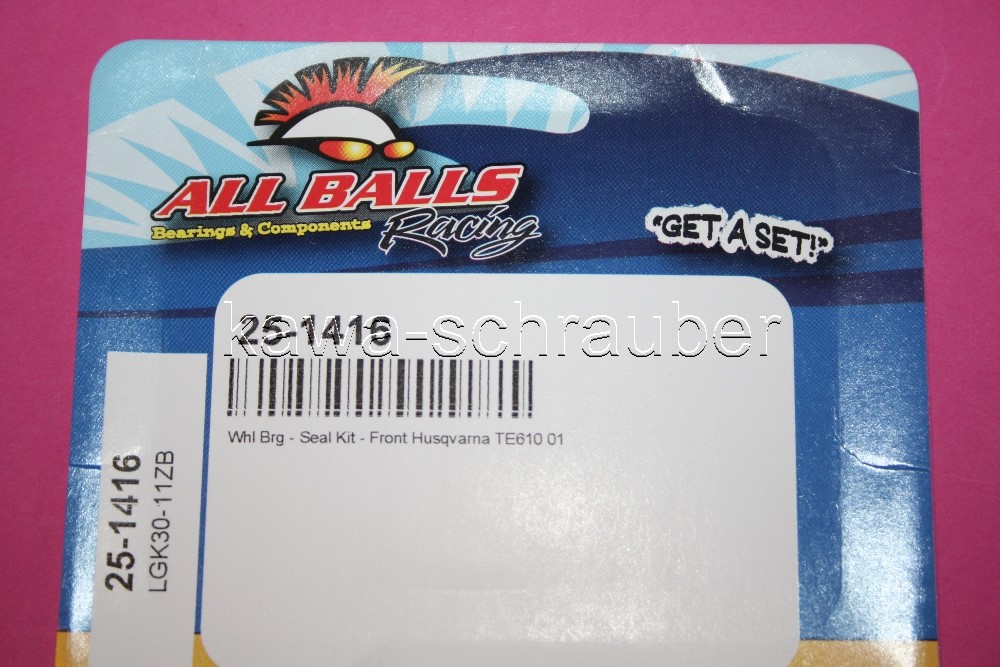 ALL BALLS
Bearings & Components
Racing
"GET A SET!"
25-1416
kawa-schrauber
Whl Brg - Seal Kit - Front Husqvarna TE610 01
25-1416
LGK30-11ZB